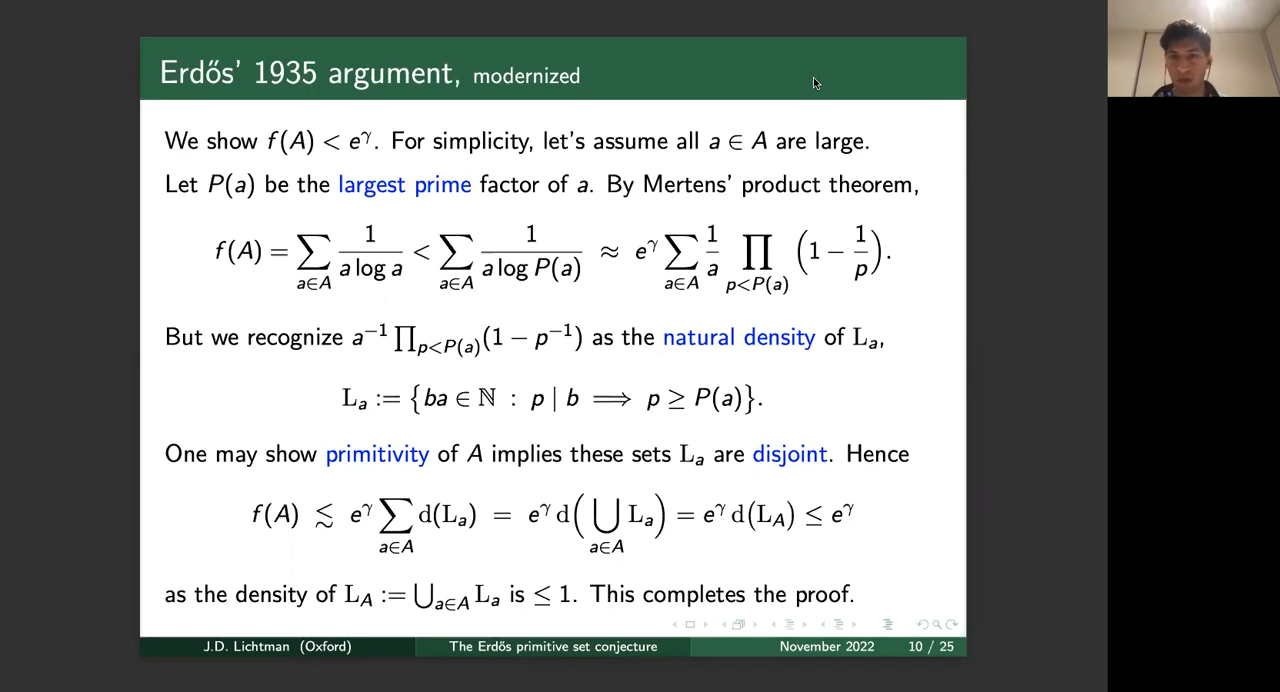 Erdős' 1935 argument, modernized
We show f(A) < e^γ. For simplicity, let's assume all a ∈ A are large.
Let P(a) be the largest prime factor of a. By Mertens' product theorem,
f(A) = ∑_{a∈A} 1/(a log a) < ∑_{a∈A} 1/(a log P(a)) ≈ e^γ ∑_{a∈A} 1/a ∏_{p<P(a)} (1 − 1/p).
But we recognize a^{−1} ∏_{p<P(a)}(1 − p^{−1}) as the natural density of L_a,
L_a := {ba ∈ ℕ : p | b ⟹ p ≥ P(a)}.
One may show primitivity of A implies these sets L_a are disjoint. Hence
f(A) ≲ e^γ ∑_{a∈A} d(L_a) = e^γ d(⋃_{a∈A} L_a) = e^γ d(L_A) ≤ e^γ
as the density of L_A := ⋃_{a∈A} L_a is ≤ 1. This completes the proof.
J.D. Lichtman (Oxford) The Erdős primitive set conjecture November 2022 10 / 25